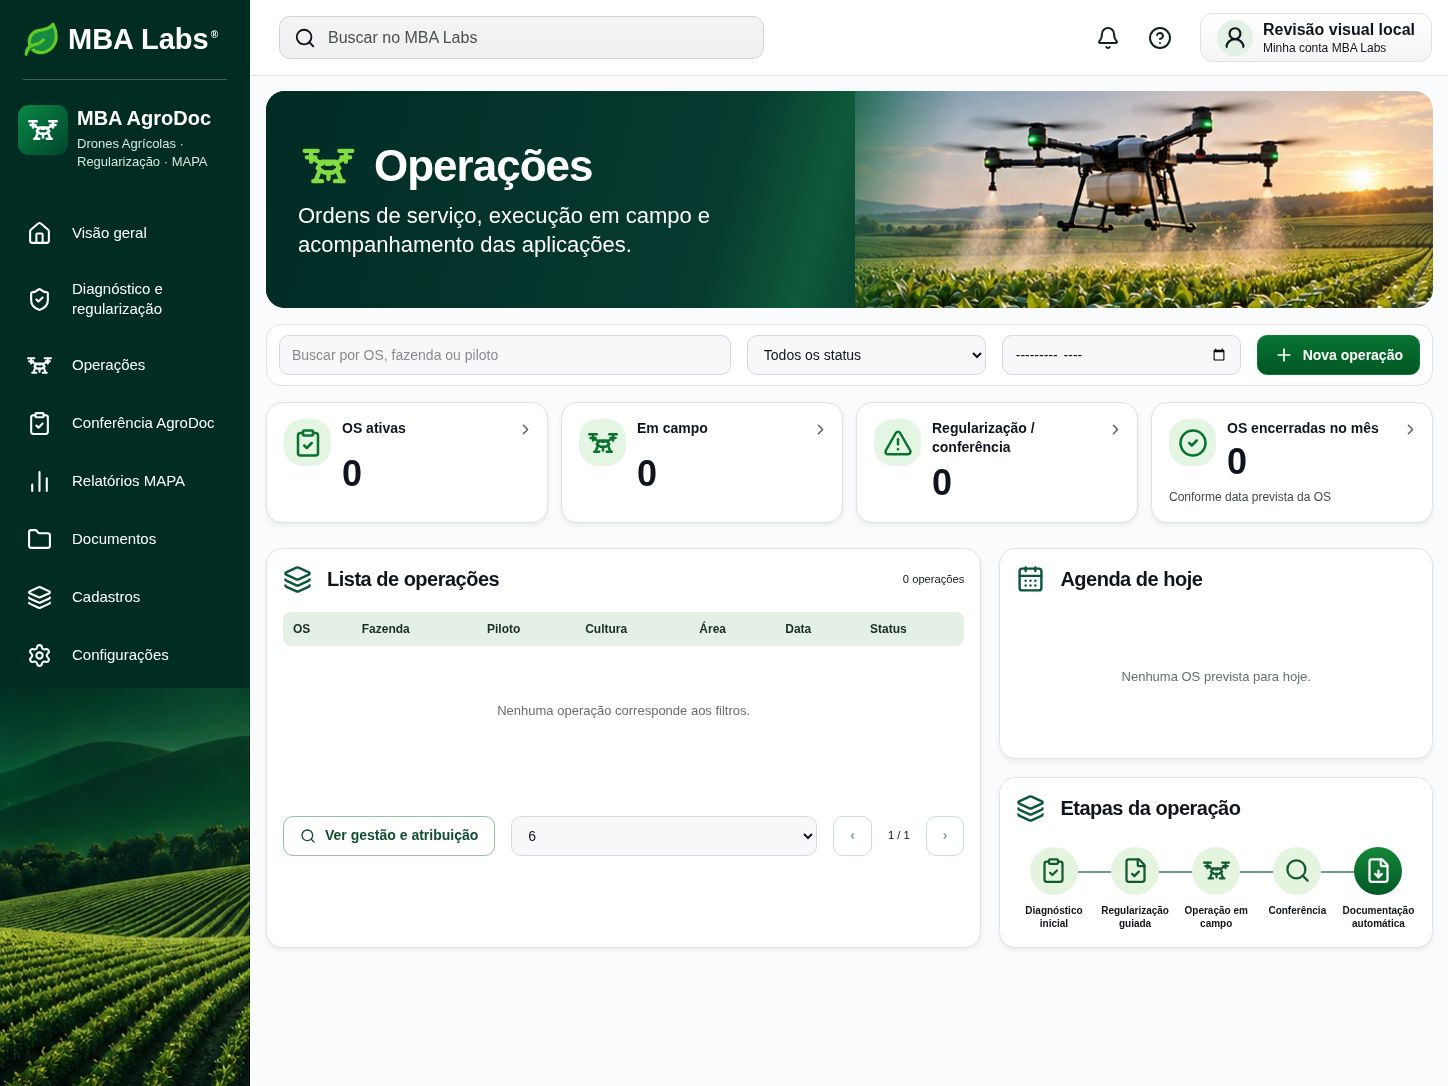 MBA Labs®
MBA AgroDoc
Drones Agrícolas ·
Regularização · MAPA
Visão geral
Diagnóstico e
regularização
Operações
Conferência AgroDoc
Relatórios MAPA
Documentos
Cadastros
Configurações
Buscar no MBA Labs
Revisão visual local
Minha conta MBA Labs
Operações
Ordens de serviço, execução em campo e
acompanhamento das aplicações.
Buscar por OS, fazenda ou piloto
Todos os status
--------- ----
Nova operação
OS ativas
0
Em campo
0
Regularização /
conferência
0
OS encerradas no mês
0
Conforme data prevista da OS
Lista de operações
0 operações
OS Fazenda Piloto Cultura Área Data Status
Nenhuma operação corresponde aos filtros.
Ver gestão e atribuição
6
‹ 1 / 1 ›
Agenda de hoje
Nenhuma OS prevista para hoje.
Etapas da operação
Diagnóstico
inicial
Regularização
guiada
Operação em
campo
Conferência
Documentação
automática